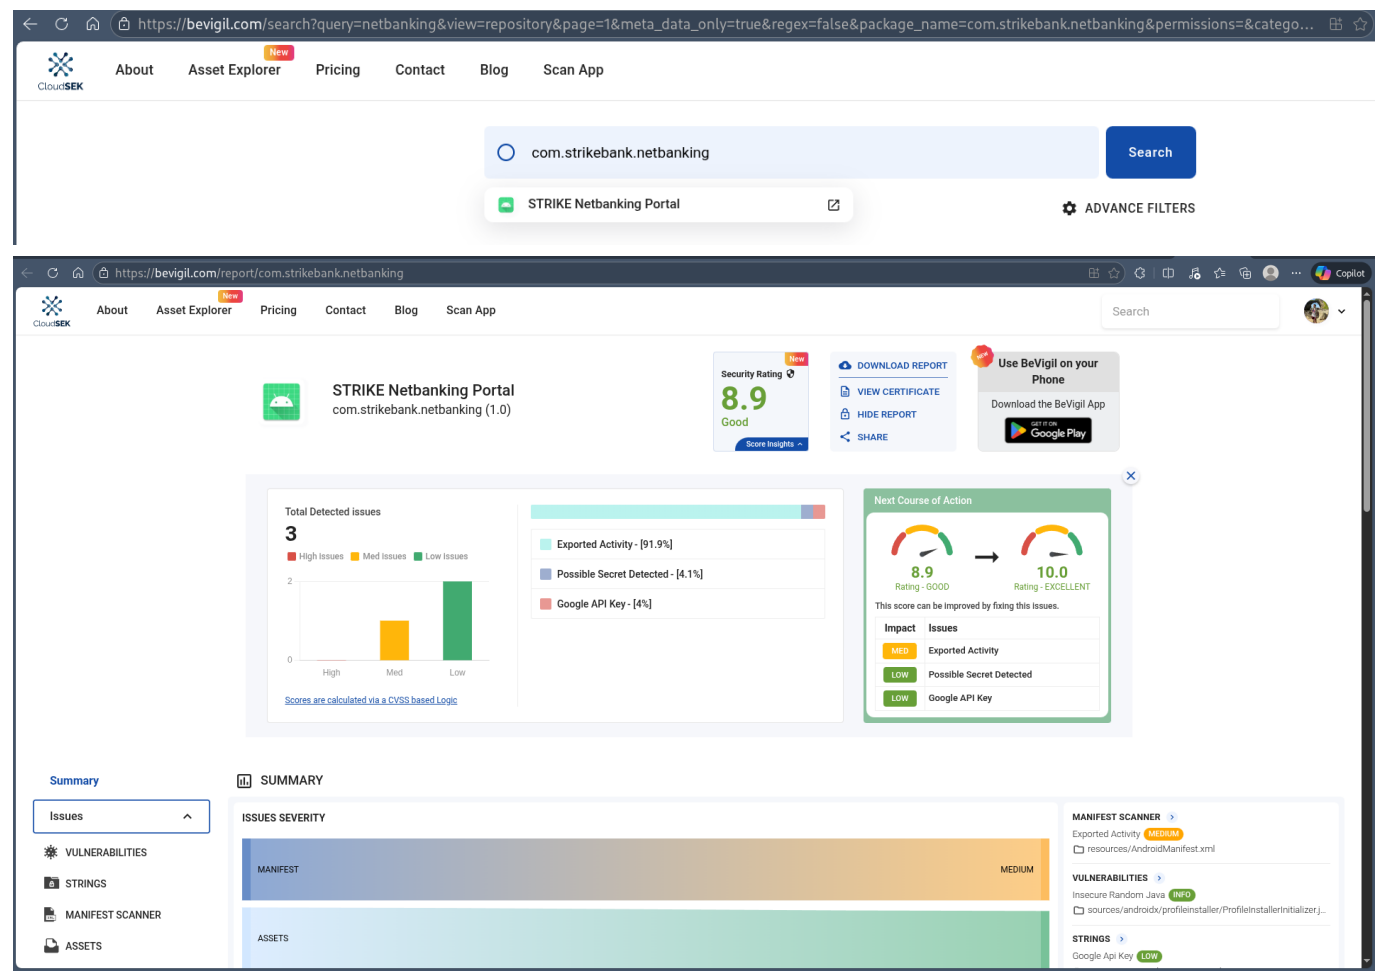 https://bevigil.com/search?query=netbanking&view=repository&page=1&meta_data_only=true&regex=false&package_name=com.strikebank.netbanking&permissions=&catego...
New
CloudSEK
About Asset Explorer Pricing Contact Blog Scan App
com.strikebank.netbanking
Search
STRIKE Netbanking Portal
ADVANCE FILTERS
https://bevigil.com/report/com.strikebank.netbanking
Copilot
New
CloudSEK
About Asset Explorer Pricing Contact Blog Scan App
Search
STRIKE Netbanking Portal
com.strikebank.netbanking (1.0)
New
Security Rating
8.9
Good
Score Insights
DOWNLOAD REPORT
VIEW CERTIFICATE
HIDE REPORT
SHARE
NEW
Use BeVigil on your
Phone
Download the BeVigil App
GET IT ON
Google Play
Total Detected issues
3
High Issues Med Issues Low Issues
2
0
High Med Low
Scores are calculated via a CVSS based Logic
Exported Activity - [91.9%]
Possible Secret Detected - [4.1%]
Google API Key - [4%]
Next Course of Action
8.9
Rating - GOOD
10.0
Rating - EXCELLENT
This score can be improved by fixing this issues.
Impact Issues
MED Exported Activity
LOW Possible Secret Detected
LOW Google API Key
Summary
Issues
VULNERABILITIES
STRINGS
MANIFEST SCANNER
ASSETS
SUMMARY
ISSUES SEVERITY
MANIFEST
MEDIUM
ASSETS
MANIFEST SCANNER
Exported Activity MEDIUM
resources/AndroidManifest.xml
VULNERABILITIES
Insecure Random Java INFO
sources/androidx/profileinstaller/ProfileInstallerInitializer.j...
STRINGS
Google Api Key LOW